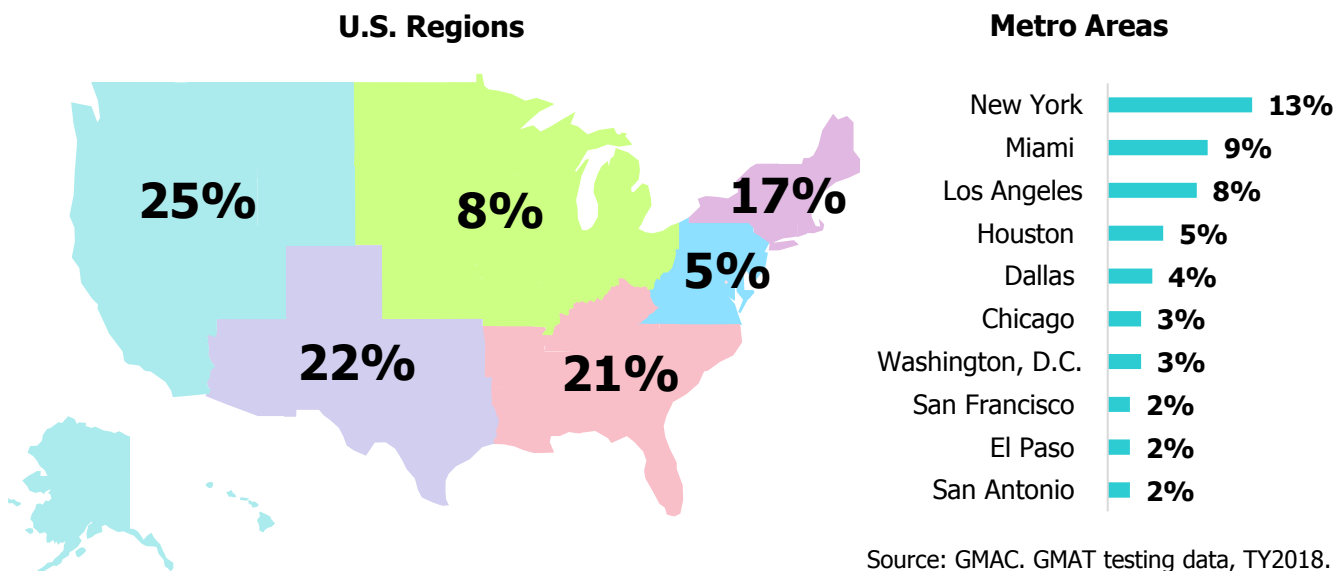 U.S. Regions
25%
8%
17%
5%
22%
21%
Metro Areas
New York 13%
Miami 9%
Los Angeles 8%
Houston 5%
Dallas 4%
Chicago 3%
Washington, D.C. 3%
San Francisco 2%
El Paso 2%
San Antonio 2%
Source: GMAC. GMAT testing data, TY2018.